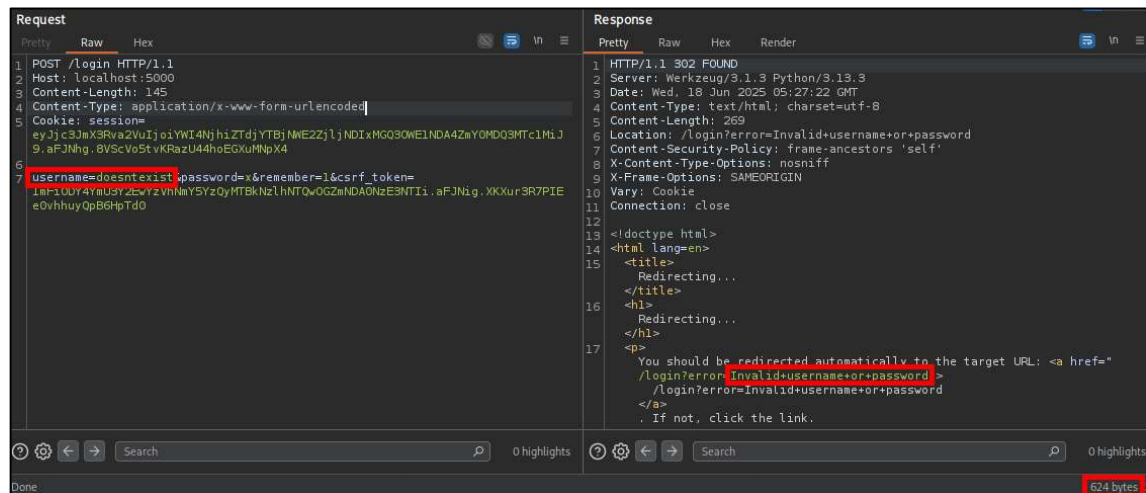 Request
Pretty Raw Hex
\n
1 POST /login HTTP/1.1
2 Host: localhost:5000
3 Content-Length: 145
4 Content-Type: application/x-www-form-urlencoded
5 Cookie: session=
9.aFJNhg.8VScVo5tvKRazU44hoEGXuMNpX4
6
7 username=doesntexist&password=x&remember=1&csrf_token=
eOvhhuyQpB6HpTd0
Search
0 highlights
Done
Response
Pretty Raw Hex Render
\n
1 HTTP/1.1 302 FOUND
2 Server: Werkzeug/3.1.3 Python/3.13.3
3 Date: Wed, 18 Jun 2025 05:27:22 GMT
4 Content-Type: text/html; charset=utf-8
5 Content-Length: 269
6 Location: /login?error=Invalid+username+or+password
7 Content-Security-Policy: frame-ancestors 'self'
8 X-Content-Type-Options: nosniff
9 X-Frame-Options: SAMEORIGIN
10 Vary: Cookie
11 Connection: close
12
13 <!doctype html>
14 <html lang=en>
15 <title>
Redirecting...
</title>
16 <h1>
Redirecting...
</h1>
17 <p>
You should be redirected automatically to the target URL: <a href="
/login?error=Invalid+username+or+password">
/login?error=Invalid+username+or+password
</a>
. If not, click the link.
Search
0 highlights
624 bytes